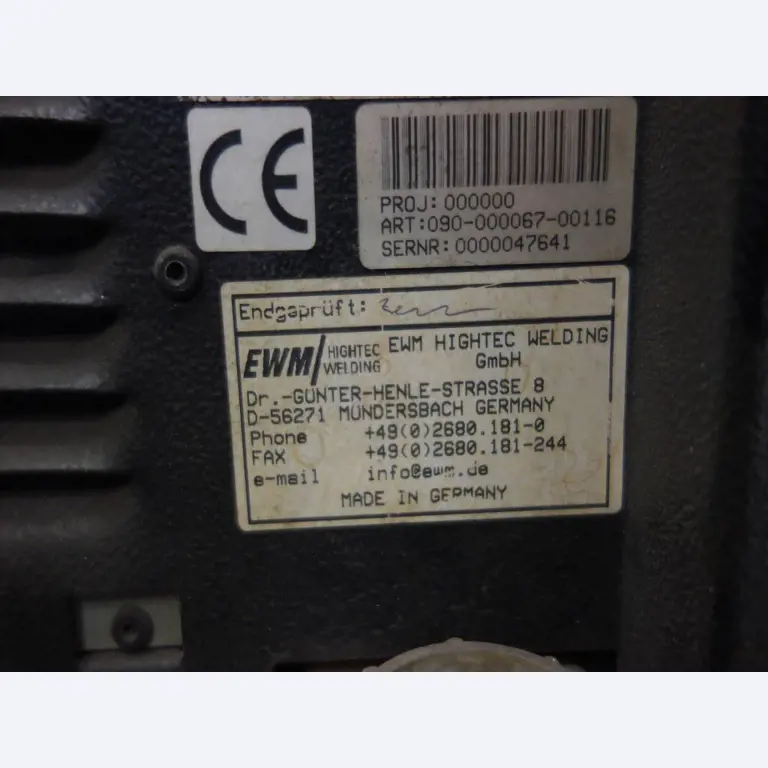 CE
PROJ: 000000
ART:090-000067-00116
SERNR: 0000047641
Endgeprüft:
EWM HIGHTEC WELDING EWM HIGHTEC WELDING
GmbH
Dr.-GÜNTER-HENLE-STRASSE 8
D-56271 MÜNDERSBACH GERMANY
Phone +49(0)2680.181-0
FAX +49(0)2680.181-244
e-mail info@ewm.de
MADE IN GERMANY